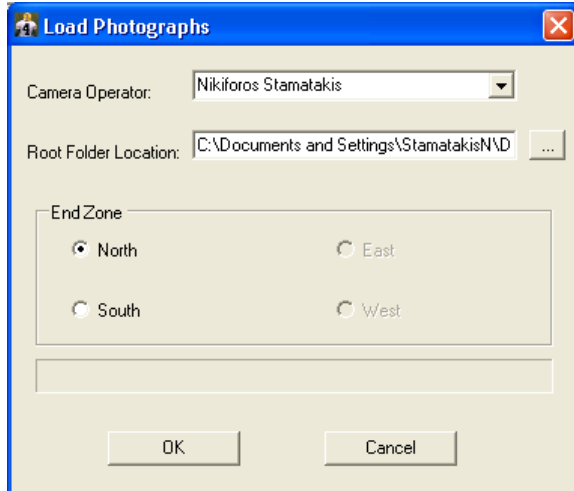 4 Load Photographs
Camera Operator: Nikiforos Stamatakis
Root Folder Location: C:\Documents and Settings\StamatakisN\D ...
End Zone
North East
South West
OK Cancel